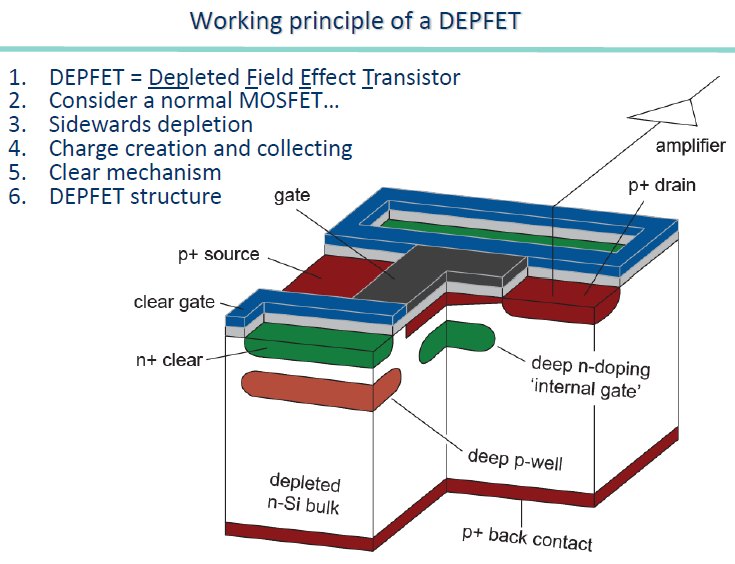 Working principle of a DEPFET
1. DEPFET = Depleted Field Effect Transistor
2. Consider a normal MOSFET...
3. Sidewards depletion
4. Charge creation and collecting
5. Clear mechanism
6. DEPFET structure
amplifier
p+ drain
gate
p+ source
clear gate
n+ clear
deep n-doping
'internal gate'
deep p-well
depleted
n-Si bulk
p+ back contact